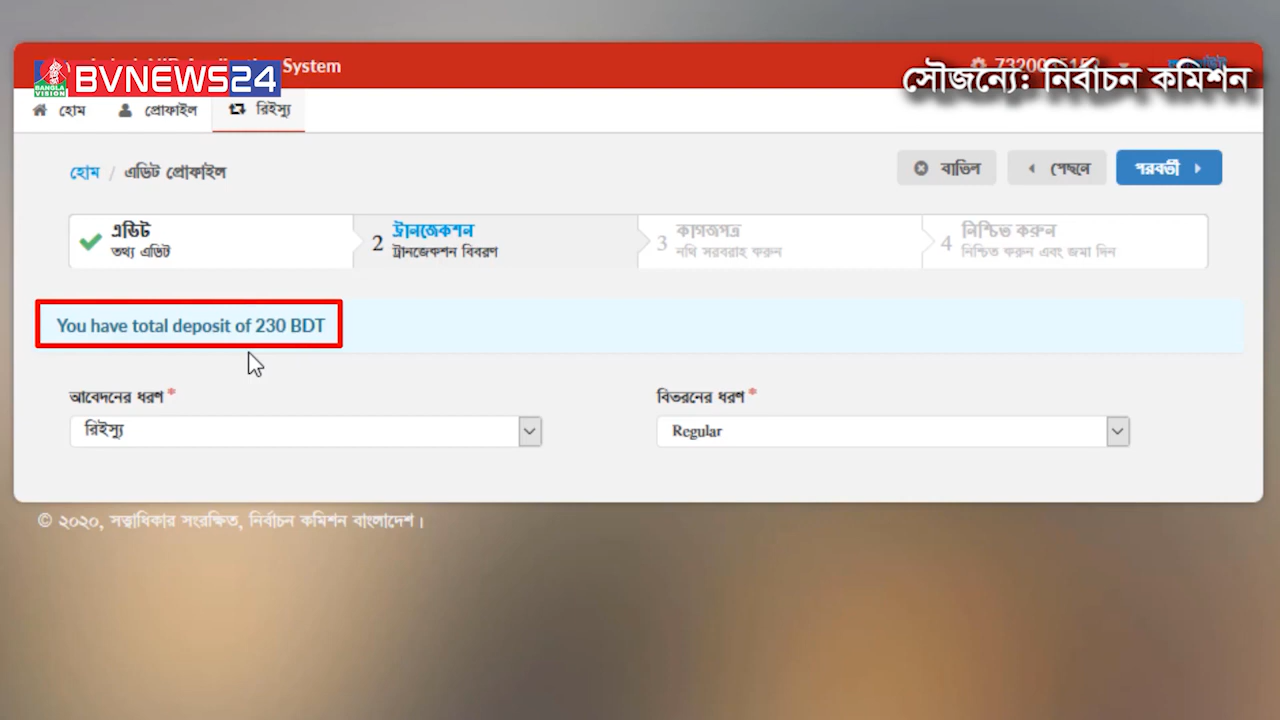 BVNEWS24
BANGLA
VISION
System
সৌজন্যে: নির্বাচন কমিশন
হোম
প্রোফাইল
রিইস্যু
হোম / এডিট প্রোফাইল
বাতিল
পেছনে
পরবর্তী
এডিট
তথ্য এডিট
2 ট্রানজেকশন
ট্রানজেকশন বিবরণ
3 কাগজপত্র
নথি সরবরাহ করুন
4 নিশ্চিত করুন
নিশ্চিত করুন এবং জমা দিন
You have total deposit of 230 BDT
আবেদনের ধরণ *
বিতরনের ধরণ *
রিইস্যু
Regular
© ২০২০, সত্ত্বাধিকার সংরক্ষিত, নির্বাচন কমিশন বাংলাদেশ।